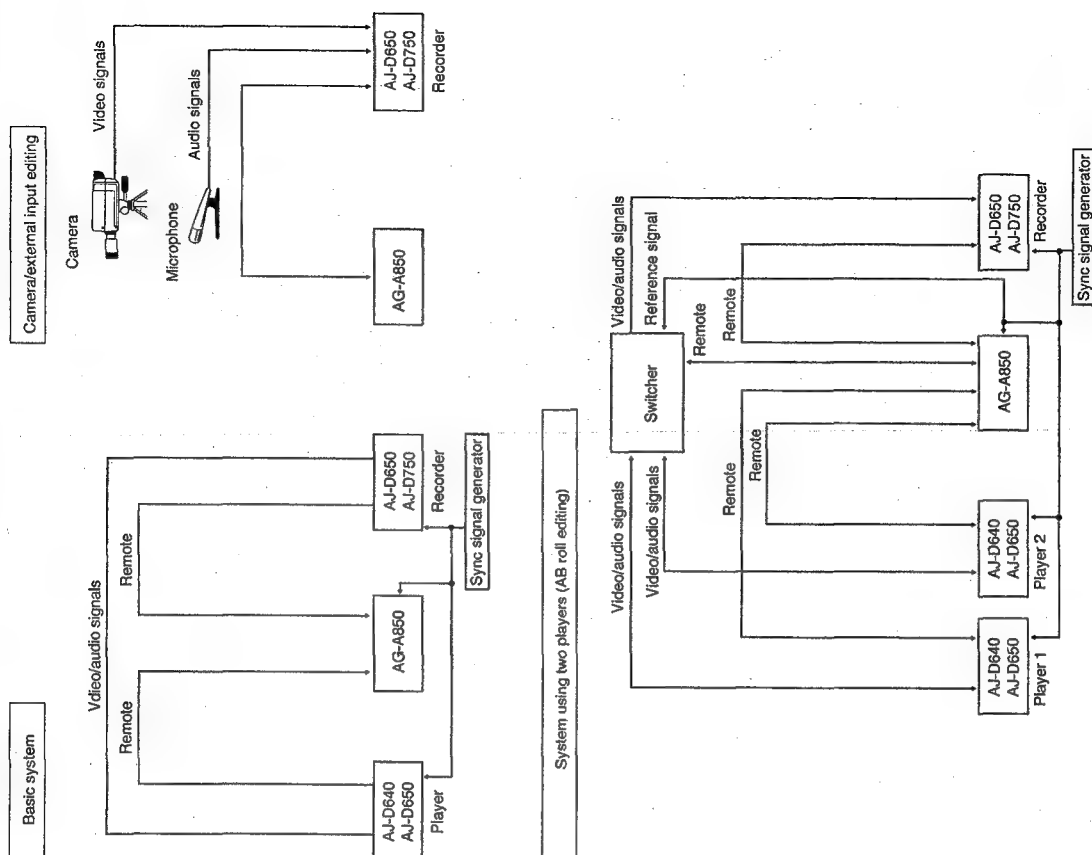 Basic system
Vdieo/audio signals
Remote
Remote
AJ-D640
AJ-D650
Player
AG-A850
AJ-D650
AJ-D750
Recorder
Sync signal generator
Camera/external input editing
Camera
Video signals
Microphone
Audio signals
AG-A850
AJ-D650
AJ-D750
Recorder
System using two players (AB roll editing)
Video/audio signals
Video/audio signals
Switcher
Video/audio signals
Reference signal
Remote
Remote
Remote
Remote
AJ-D640
AJ-D650
Player 1
AJ-D640
AJ-D650
Player 2
AG-A850
AJ-D650
AJ-D750
Recorder
Sync signal generator